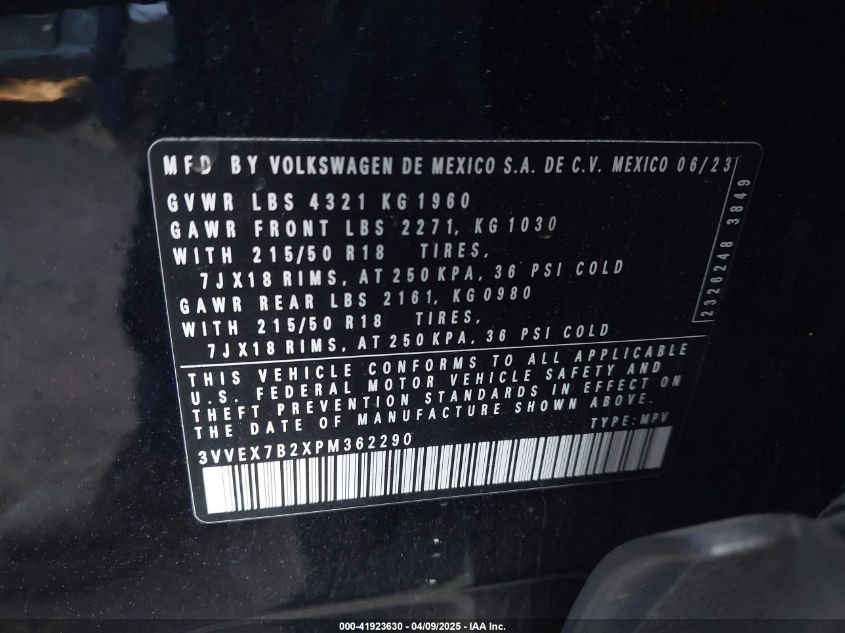 MFD BY VOLKSWAGEN DE MEXICO S.A. DE C.V. MEXICO 06/23
GVWR LBS 4321 KG 1960
GAWR FRONT LBS 2271, KG 1030
WITH 215/50 R18 TIRES,
7JX18 RIMS, AT 250 KPA, 36 PSI COLD
GAWR REAR LBS 2161, KG 0980
WITH 215/50 R18 TIRES,
7JX18 RIMS, AT 250 KPA, 36 PSI COLD
2326248 3849
THIS VEHICLE CONFORMS TO ALL APPLICABLE
U.S. FEDERAL MOTOR VEHICLE SAFETY AND
THEFT PREVENTION STANDARDS IN EFFECT ON
THE DATE OF MANUFACTURE SHOWN ABOVE.
TYPE: MPV
3VVEX7B2XPM362290
000-41923630 - 04/09/2025 - IAA Inc.